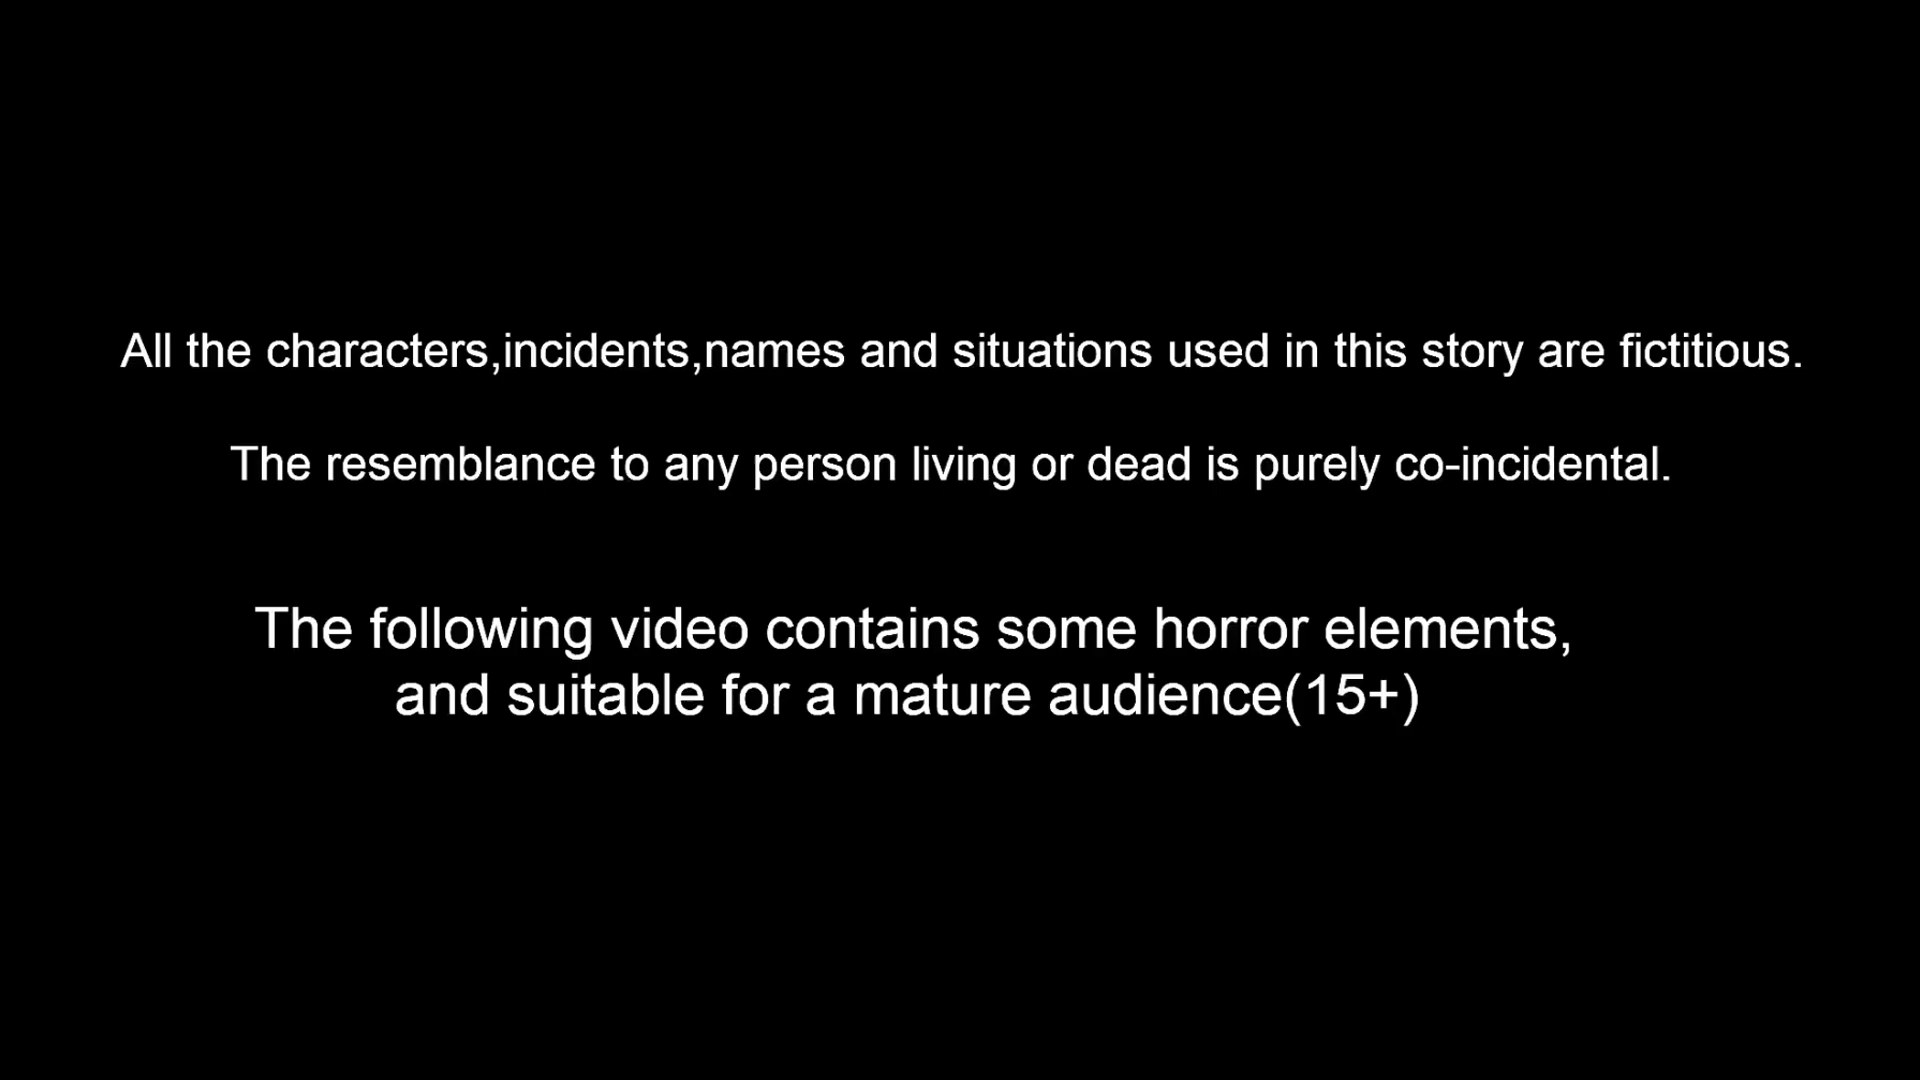 All the characters,incidents,names and situations used in this story are fictitious.
The resemblance to any person living or dead is purely co-incidental.
The following video contains some horror elements,
and suitable for a mature audience(15+)